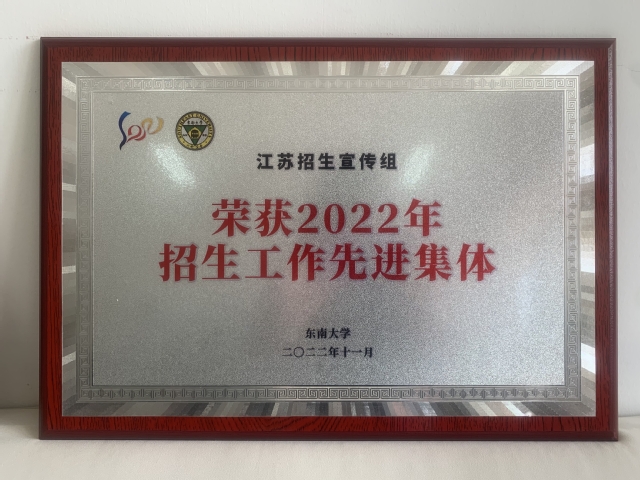 江苏招生宣传组
荣获2022年
招生工作先进集体
东南大学
二〇二二年十一月